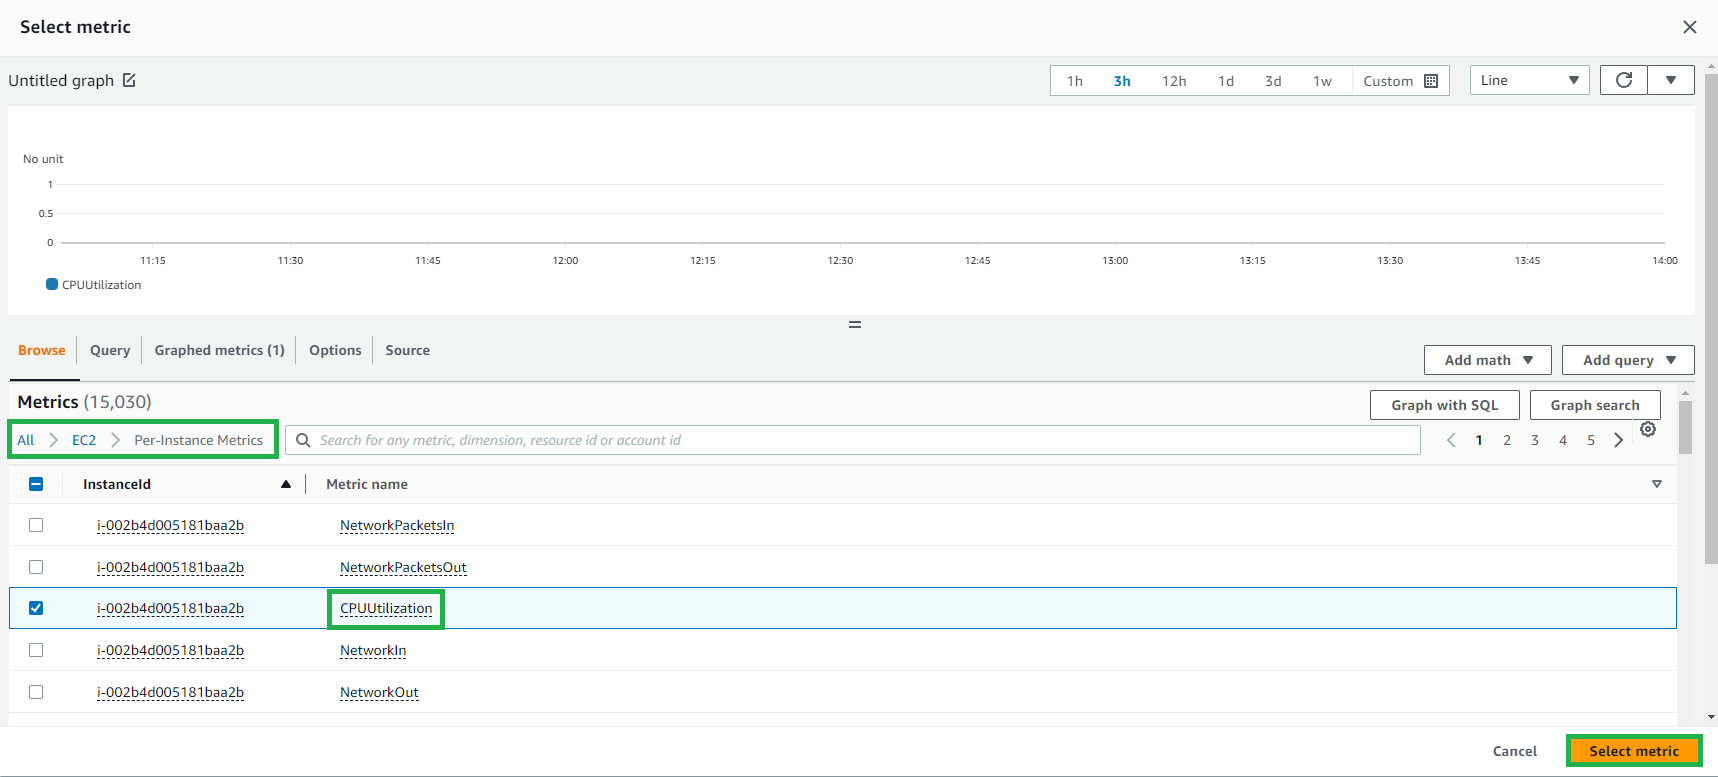 Select metric
Untitled graph
1h 3h 12h 1d 3d 1w Custom
Line
No unit
1
0.5
0
11:15 11:30 11:45 12:00 12:15 12:30 12:45 13:00 13:15 13:30 13:45 14:00
CPUUtilization
Browse Query Graphed metrics (1) Options Source
Add math Add query
Metrics (15,030)
Graph with SQL Graph search
All EC2 Per-Instance Metrics
Search for any metric, dimension, resource id or account id
1 2 3 4 5
InstanceId Metric name
i-002b4d005181baa2b NetworkPacketsIn
i-002b4d005181baa2b NetworkPacketsOut
i-002b4d005181baa2b CPUUtilization
i-002b4d005181baa2b NetworkIn
i-002b4d005181baa2b NetworkOut
Cancel Select metric